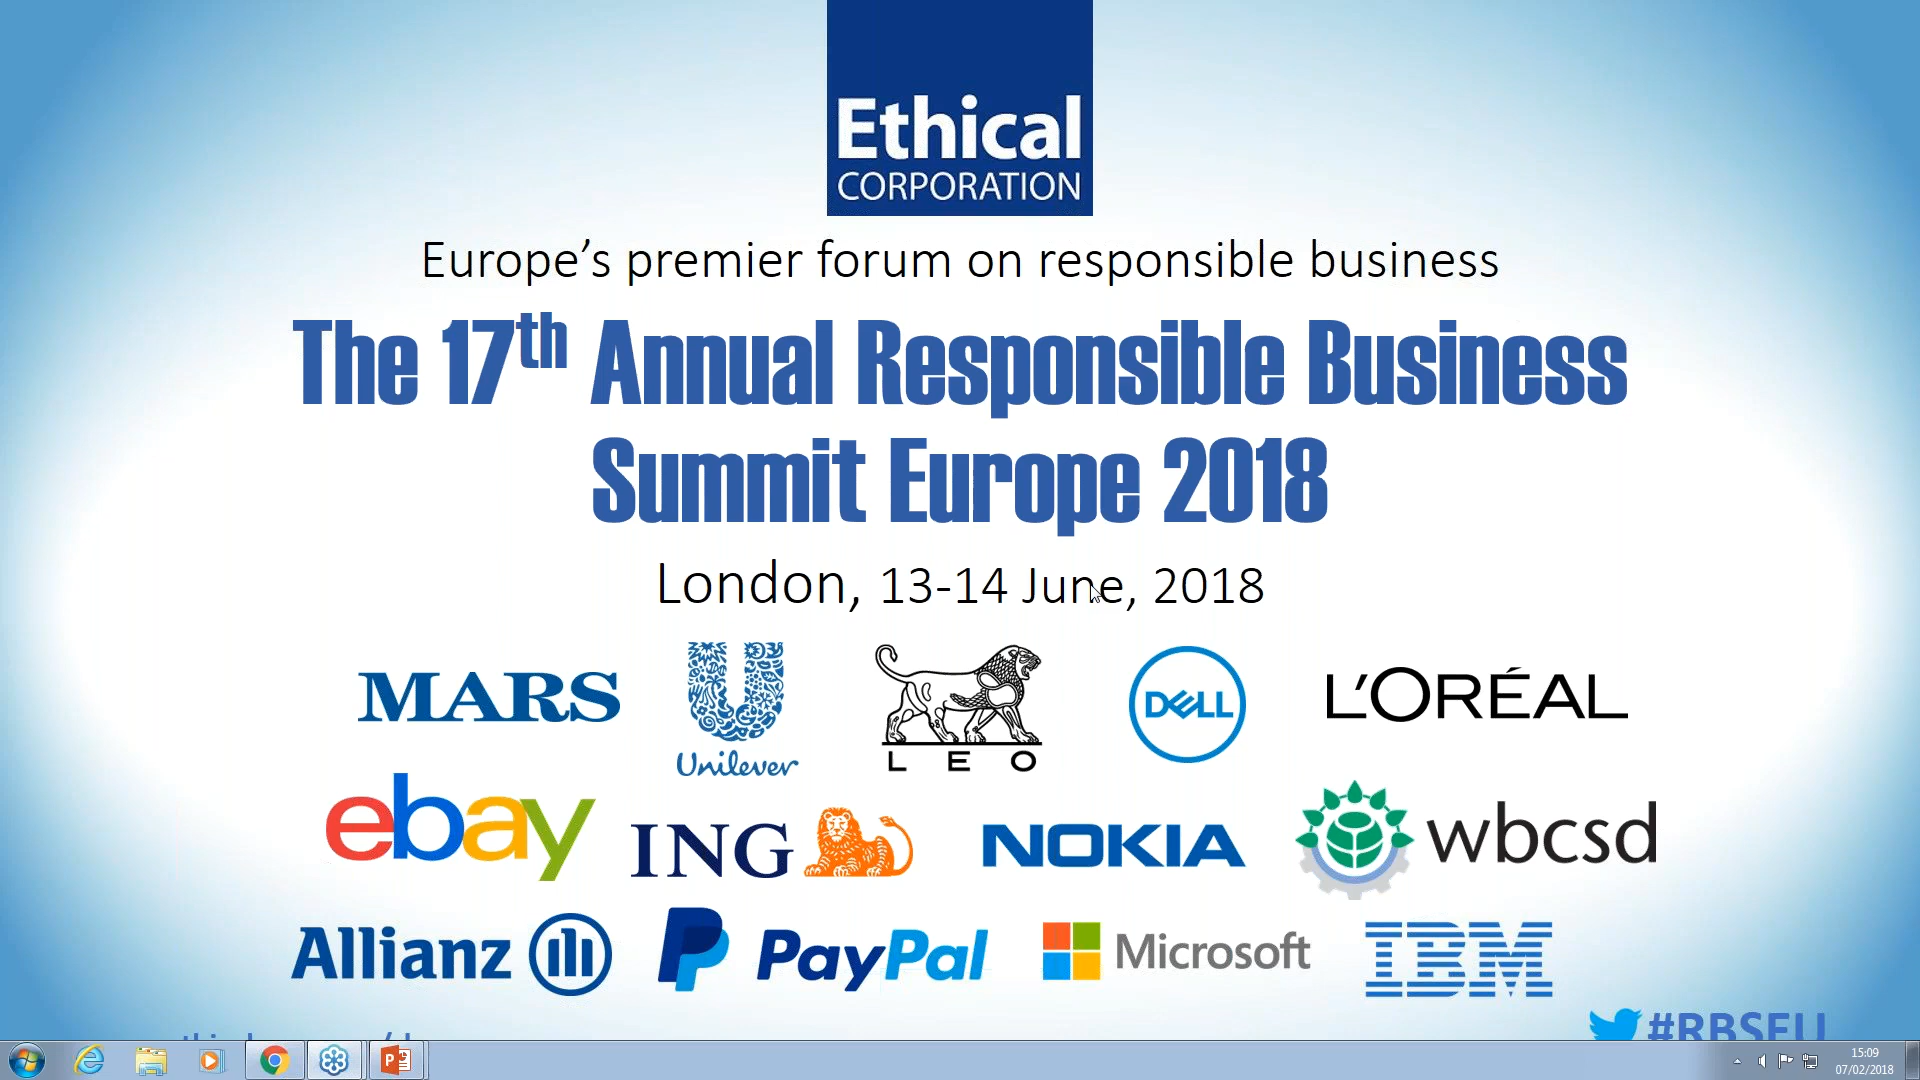 Ethical
CORPORATION
Europe’s premier forum on responsible business
The 17th Annual Responsible Business
Summit Europe 2018
London, 13-14 June, 2018
MARS
Unilever
LEO
DELL
L'ORÉAL
ebay
ING
NOKIA
wbcsd
Allianz
PayPal
Microsoft
IBM
#RBSEU
15:09
07/02/2018